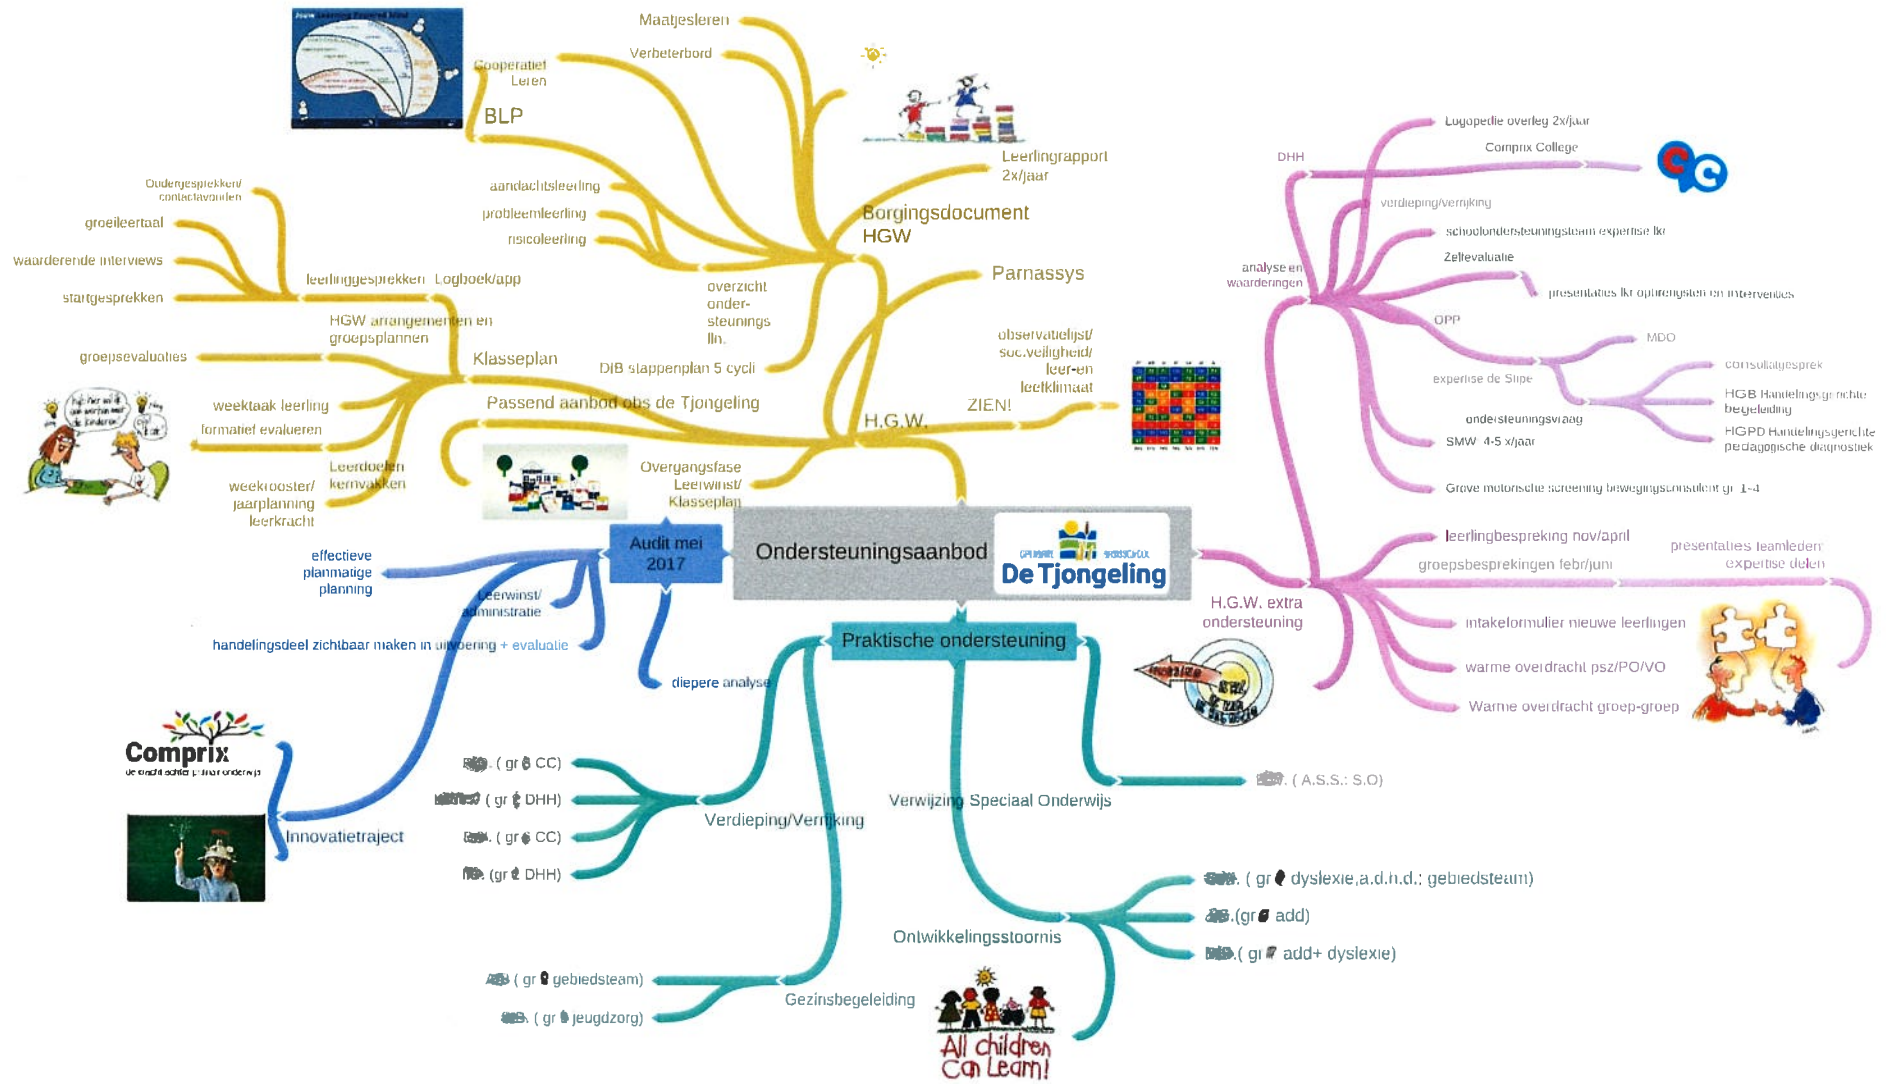 Maatjesleren
Verbeterbord
Cooperatief
Leren
BLP
aandachtsleerling
probleemleerling
risicoleerling
Leerlingrapport
2x/jaar
Borgingsdocument
HGW
Parnassys
overzicht
onder-
steunings
lln.
DIB stappenplan 5 cycli
Oudergesprekken/
contactavonden
groeileertaal
waarderende interviews
startgesprekken
leerlinggesprekken Logboek/app
HGW arrangementen en
groepsplannen
groepsevaluaties
Klasseplan
weektaak leerling
formatief evalueren
Leerdoelen
kernvakken
weekrooster/
jaarplanning
leerkracht
Passend aanbod obs de Tjongeling
Overgangsfase
Leerwinst/
Klasseplan
H.G.W.
ZIEN!
observatielijst/
soc.veiligheid/
leer-en
leefklimaat
Logopedie overleg 2x/jaar
DHH
Comprix College
CC
verdieping/verrijking
schoolondersteuningsteam expertise lkr
Zelfevaluatie
analyse en
waarderingen
presentaties lkr opbrengsten en interventies
OPP
MDO
expertise de Stipe
consultatgesprek
HGB Handelingsgerichte
begeleiding
HGPD Handelingsgerichte
pedagogische diagnostiek
ondersteuningsvraag
SMW 4-5 x/jaar
Grove motorische screening bewegingsconsulent gr 1-4
Audit mei
2017
Ondersteuningsaanbod
De Tjongeling
effectieve
planmatige
planning
Leerwinst/
administratie
handelingsdeel zichtbaar maken in uitvoering + evaluatie
diepere analyse
Praktische ondersteuning
leerlingbespreking nov/april
groepsbesprekingen febr/juni
presentaties teamleden:
expertise delen
H.G.W. extra
ondersteuning
intakeformulier nieuwe leerlingen
warme overdracht psz/PO/VO
Warme overdracht groep-groep
Comprix
de kracht achter primair onderwijs
Innovatietraject
( gr CC)
( gr DHH)
( gr CC)
(gr DHH)
Verdieping/Verrijking
Verwijzing Speciaal Onderwijs
( A.S.S.: S.O)
( gr dyslexie,a.d.h.d.; gebiedsteam)
(gr add)
( gr add+ dyslexie)
Ontwikkelingsstoornis
( gr gebiedsteam)
( gr jeugdzorg)
Gezinsbegeleiding
All children
Can Learn!